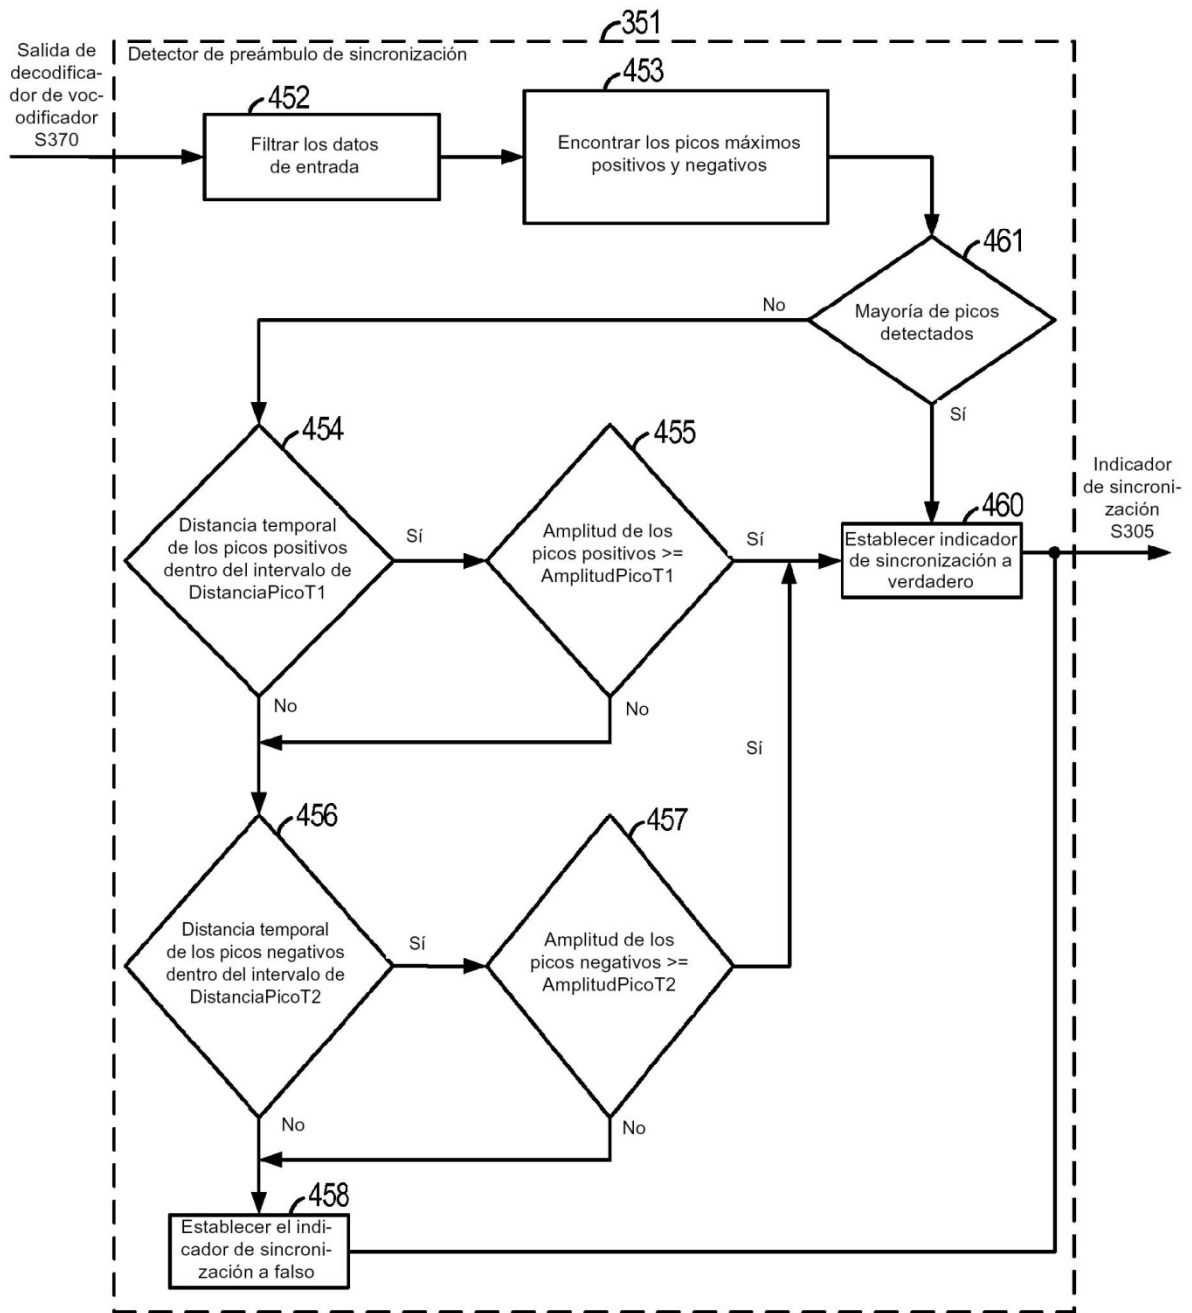 351
Salida de
decodifica-
dor de voc-
odificador
S370
Detector de preámbulo de sincronización
452
Filtrar los datos
de entrada
453
Encontrar los picos máximos
positivos y negativos
461
Mayoría de picos
detectados
No
Sí
454
Distancia temporal
de los picos positivos
dentro del intervalo de
DistanciaPicoT1
Sí
No
455
Amplitud de los
picos positivos >=
AmplitudPicoT1
Sí
No
460
Establecer indicador
de sincronización a
verdadero
Indicador
de sincroni-
zación
S305
456
Distancia temporal
de los picos negativos
dentro del intervalo de
DistanciaPicoT2
Sí
No
457
Amplitud de los
picos negativos >=
AmplitudPicoT2
Sí
No
458
Establecer el indi-
cador de sincroni-
zación a falso